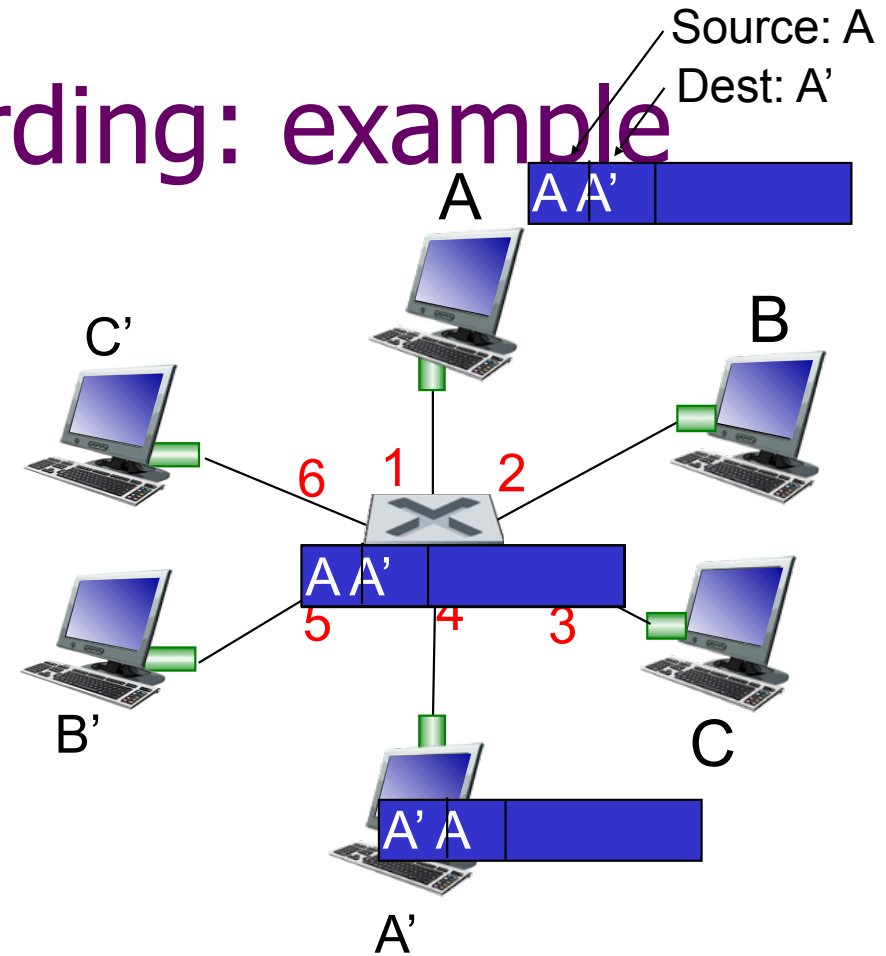 Source: A
Dest: A’
rding: example
A
A A’
B
C’
6
1
2
A A’
5
4
3
B’
C
A’ A
A’